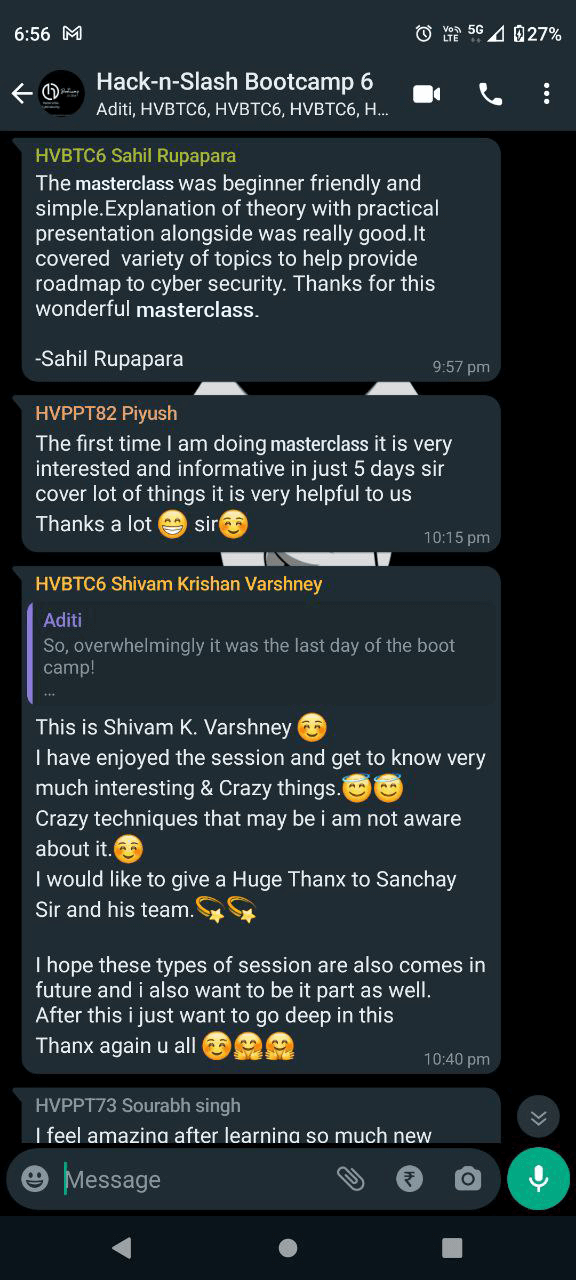 6:56 27%
Vo)) LTE 5G
Hack-n-Slash Bootcamp 6
Aditi, HVBTC6, HVBTC6, HVBTC6, H...
HVBTC6 Sahil Rupapara
The masterclass was beginner friendly and
simple.Explanation of theory with practical
presentation alongside was really good.It
covered variety of topics to help provide
roadmap to cyber security. Thanks for this
wonderful masterclass.
-Sahil Rupapara
9:57 pm
HVPPT82 Piyush
The first time I am doing masterclass it is very
interested and informative in just 5 days sir
cover lot of things it is very helpful to us
Thanks a lot 😁 sir☺️
10:15 pm
HVBTC6 Shivam Krishan Varshney
Aditi
So, overwhelmingly it was the last day of the boot
camp!
...
This is Shivam K. Varshney ☺️
I have enjoyed the session and get to know very
much interesting & Crazy things.😇😇
Crazy techniques that may be i am not aware
about it.☺️
I would like to give a Huge Thanx to Sanchay
Sir and his team.💫💫
I hope these types of session are also comes in
future and i also want to be it part as well.
After this i just want to go deep in this
Thanx again u all ☺️🤗🤗
10:40 pm
HVPPT73 Sourabh singh
I feel amazing after learning so much new
Message